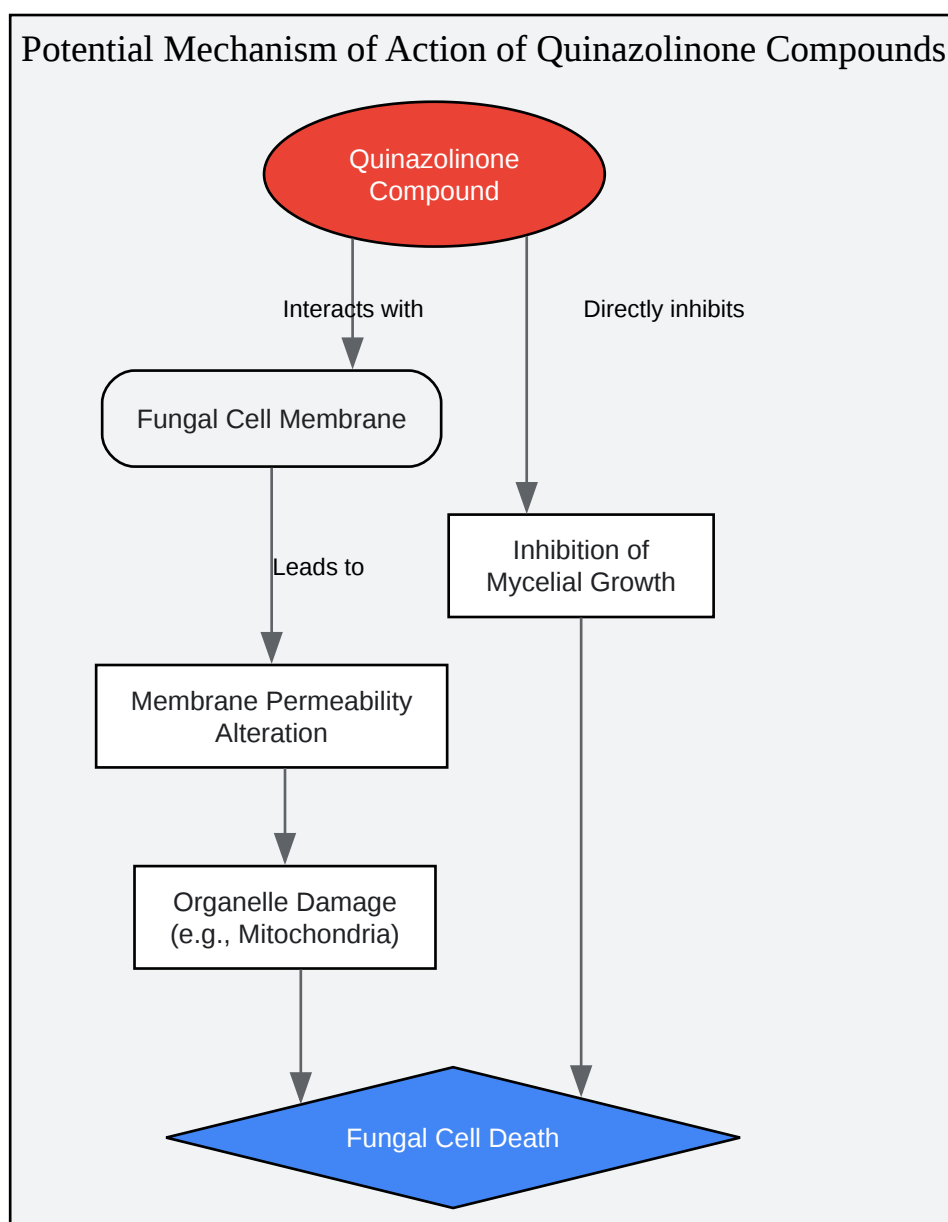 Potential Mechanism of Action of Quinazolinone Compounds
Quinazolinone
Compound
Interacts with
Directly inhibits
Fungal Cell Membrane
Inhibition of
Mycelial Growth
Leads to
Membrane Permeability
Alteration
Organelle Damage
(e.g., Mitochondria)
Fungal Cell Death